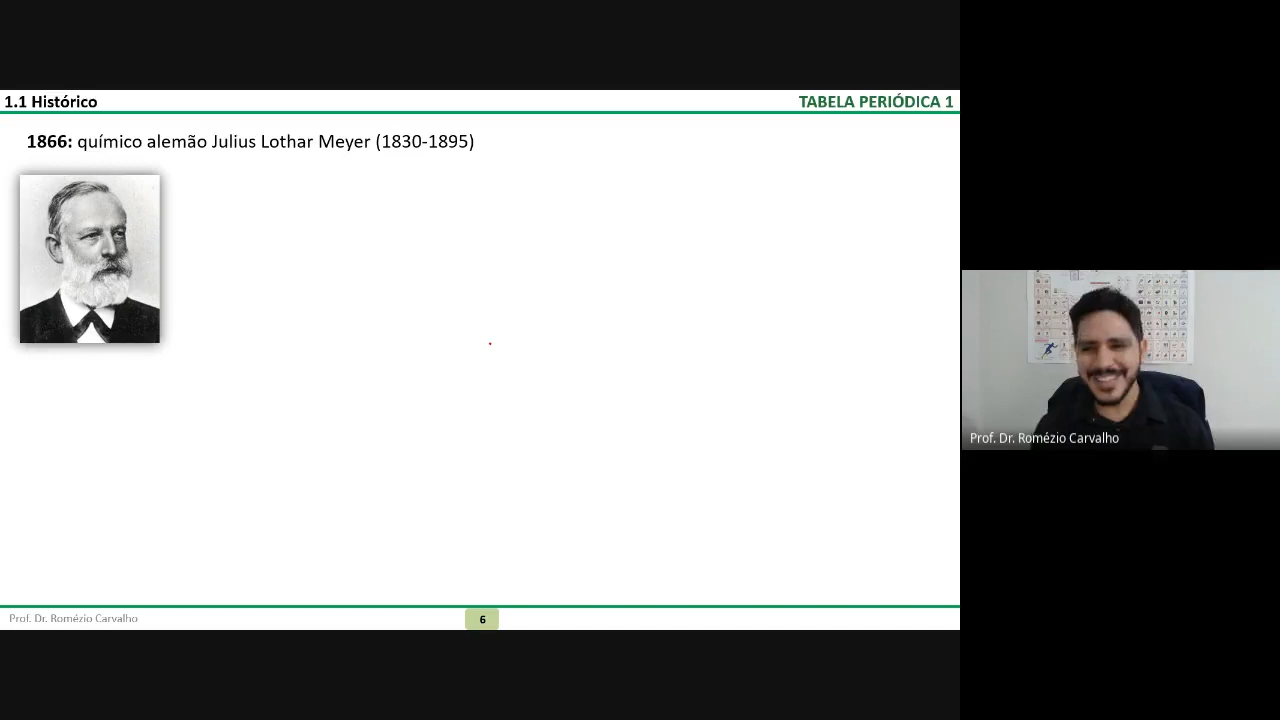 1.1 Histórico
TABELA PERIÓDICA 1
1866: químico alemão Julius Lothar Meyer (1830-1895)
Prof. Dr. Romézio Carvalho
Prof. Dr. Romézio Carvalho
6